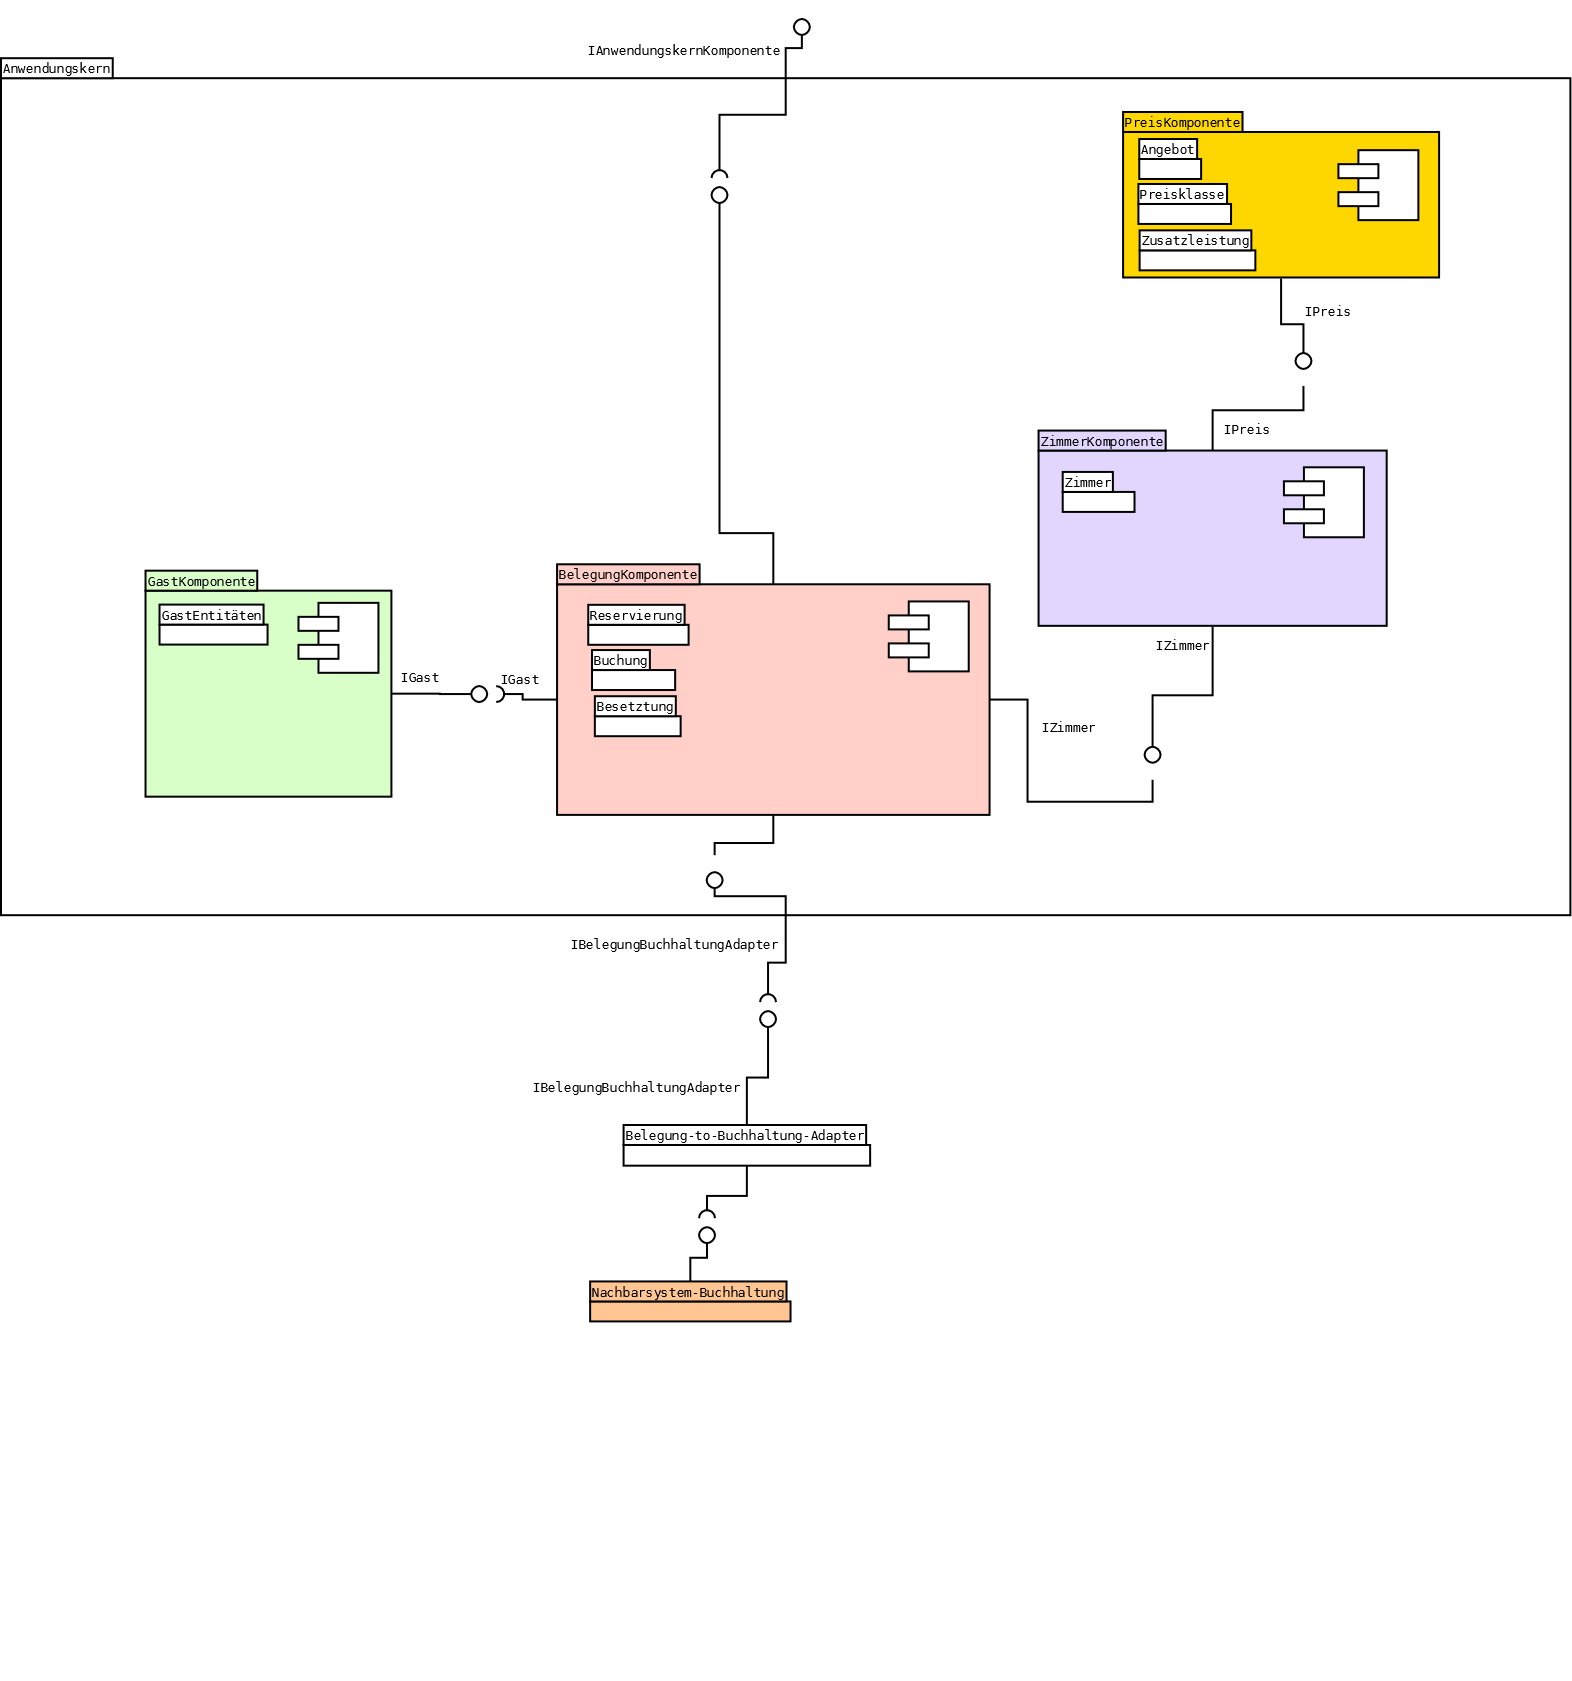 IAnwendungskernKomponente
Anwendungskern
PreisKomponente
Angebot
Preisklasse
Zusatzleistung
IPreis
IPreis
ZimmerKomponente
Zimmer
GastKomponente
GastEntitäten
IGast
IGast
BelegungKomponente
Reservierung
Buchung
Besetztung
IZimmer
IZimmer
IBelegungBuchhaltungAdapter
IBelegungBuchhaltungAdapter
Belegung-to-Buchhaltung-Adapter
Nachbarsystem-Buchhaltung